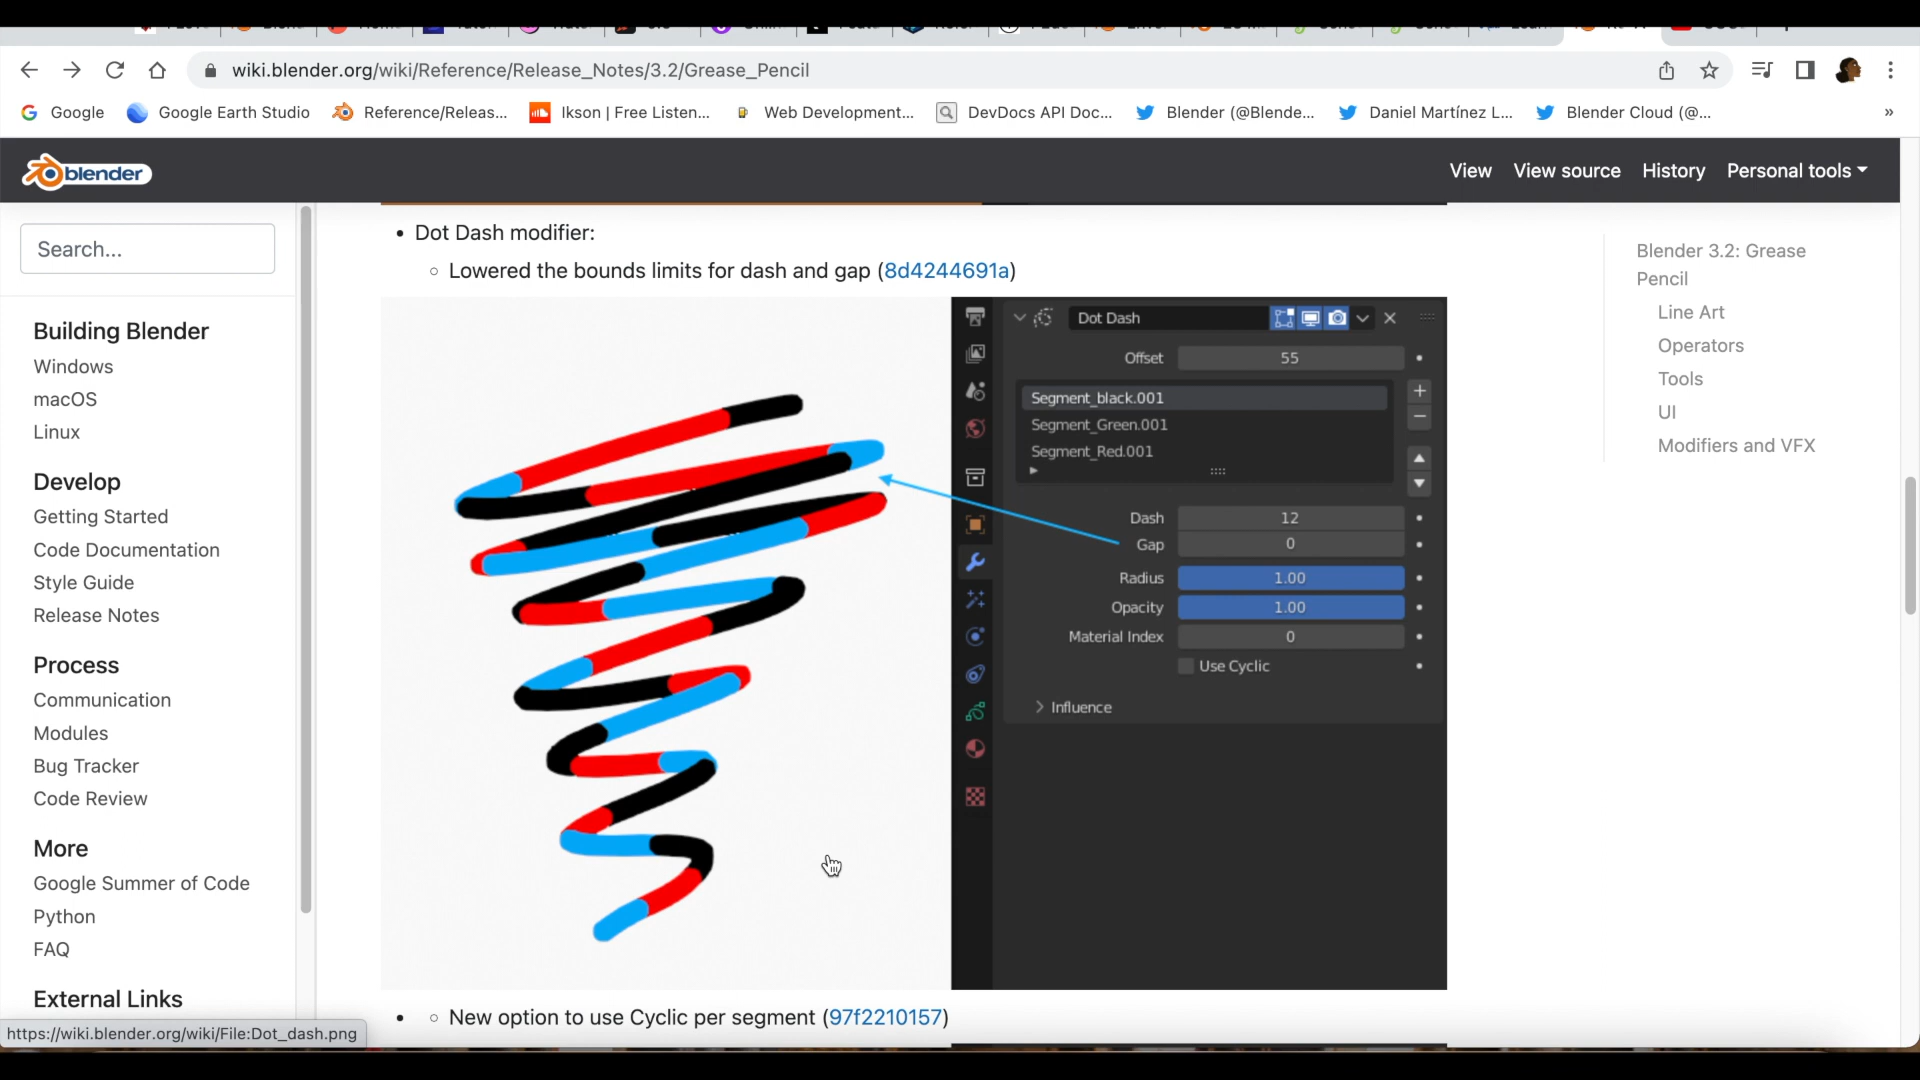 wiki.blender.org/wiki/Reference/Release_Notes/3.2/Grease_Pencil
Google
Google Earth Studio
Reference/Releas...
Ikson | Free Listen...
Web Development...
DevDocs API Doc...
Blender (@Blende...
Daniel Martínez L...
Blender Cloud (@...
»
blender
View
View source
History
Personal tools
Search...
Building Blender
Windows
macOS
Linux
Develop
Getting Started
Code Documentation
Style Guide
Release Notes
Process
Communication
Modules
Bug Tracker
Code Review
More
Google Summer of Code
Python
FAQ
External Links
https://wiki.blender.org/wiki/File:Dot_dash.png
• Dot Dash modifier:
◦ Lowered the bounds limits for dash and gap (8d4244691a)
Dot Dash
Offset 55
Segment_black.001
Segment_Green.001
Segment_Red.001
Dash 12
Gap 0
Radius 1.00
Opacity 1.00
Material Index 0
Use Cyclic
Influence
• ◦ New option to use Cyclic per segment (97f2210157)
Blender 3.2: Grease
Pencil
Line Art
Operators
Tools
UI
Modifiers and VFX